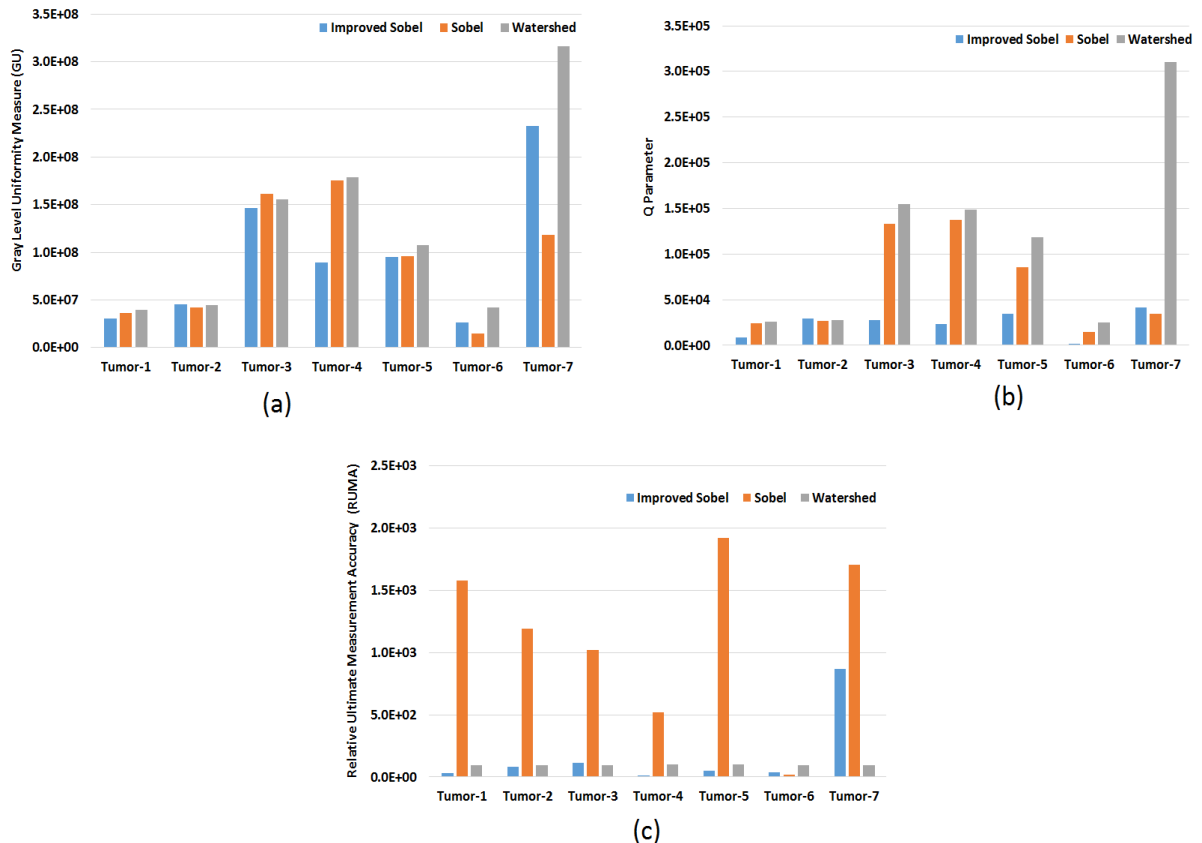 Gray Level Uniformity Measure (GU)
3.5E+08
3.0E+08
2.5E+08
2.0E+08
1.5E+08
1.0E+08
5.0E+07
0.0E+00
Improved Sobel Sobel Watershed
Tumor-1 Tumor-2 Tumor-3 Tumor-4 Tumor-5 Tumor-6 Tumor-7
(a)
Q Parameter
3.5E+05
3.0E+05
2.5E+05
2.0E+05
1.5E+05
1.0E+05
5.0E+04
0.0E+00
Improved Sobel Sobel Watershed
Tumor-1 Tumor-2 Tumor-3 Tumor-4 Tumor-5 Tumor-6 Tumor-7
(b)
Relative Ultimate Measurement Accuracy (RUMA)
2.5E+03
2.0E+03
1.5E+03
1.0E+03
5.0E+02
0.0E+00
Improved Sobel Sobel Watershed
Tumor-1 Tumor-2 Tumor-3 Tumor-4 Tumor-5 Tumor-6 Tumor-7
(c)